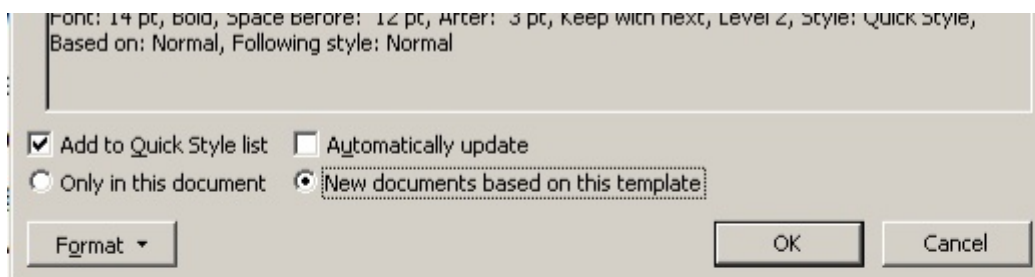 Font: 14 pt, Bold, Space Before:  12 pt, After:  3 pt, Keep with next, Level 2, Style: Quick Style,
Based on: Normal, Following style: Normal
Add to Quick Style list Automatically update
Only in this document New documents based on this template
Format OK Cancel